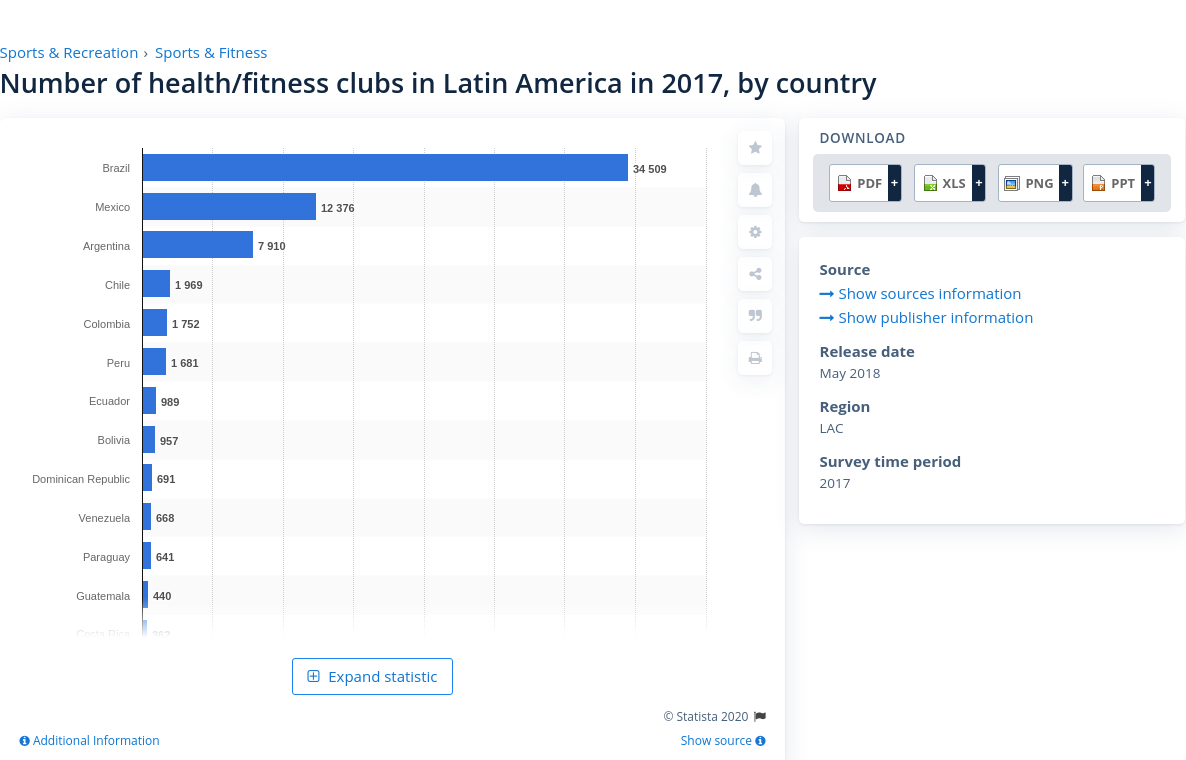 Sports & Recreation › Sports & Fitness
Number of health/fitness clubs in Latin America in 2017, by country
Brazil 34 509
Mexico 12 376
Argentina 7 910
Chile 1 969
Colombia 1 752
Peru 1 681
Ecuador 989
Bolivia 957
Dominican Republic 691
Venezuela 668
Paraguay 641
Guatemala 440
Costa Rica 362
Expand statistic
© Statista 2020
Additional Information
Show source
DOWNLOAD
PDF + XLS + PNG + PPT +
Source
Show sources information
Show publisher information
Release date
May 2018
Region
LAC
Survey time period
2017